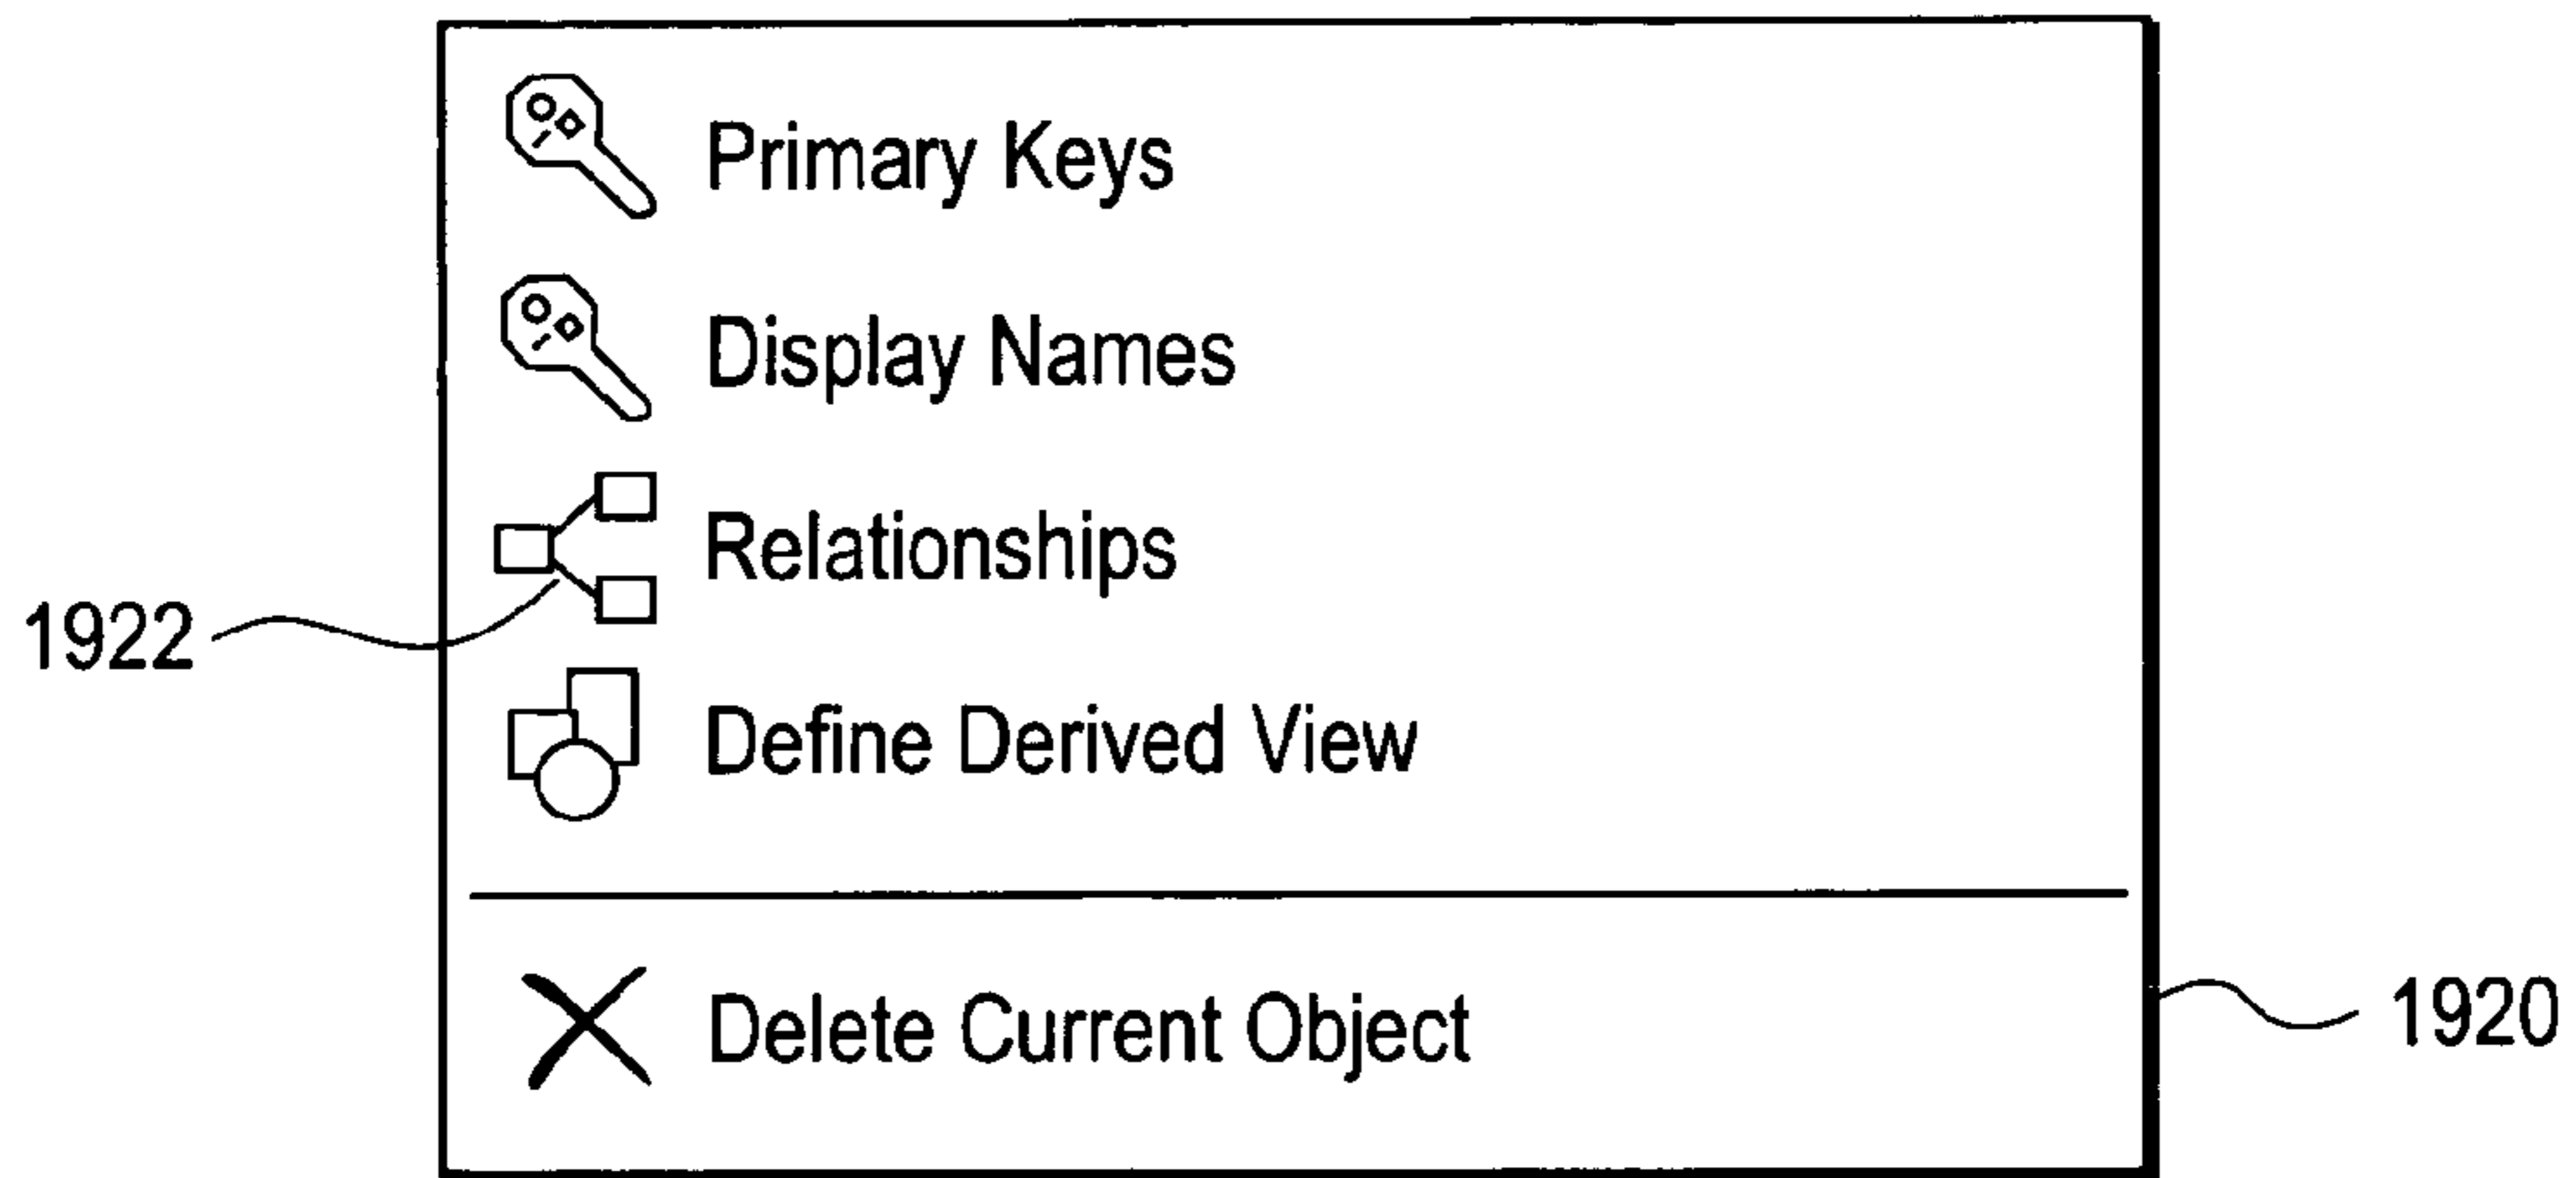 Primary Keys
Display Names
Relationships
1922
Define Derived View
Delete Current Object
1920